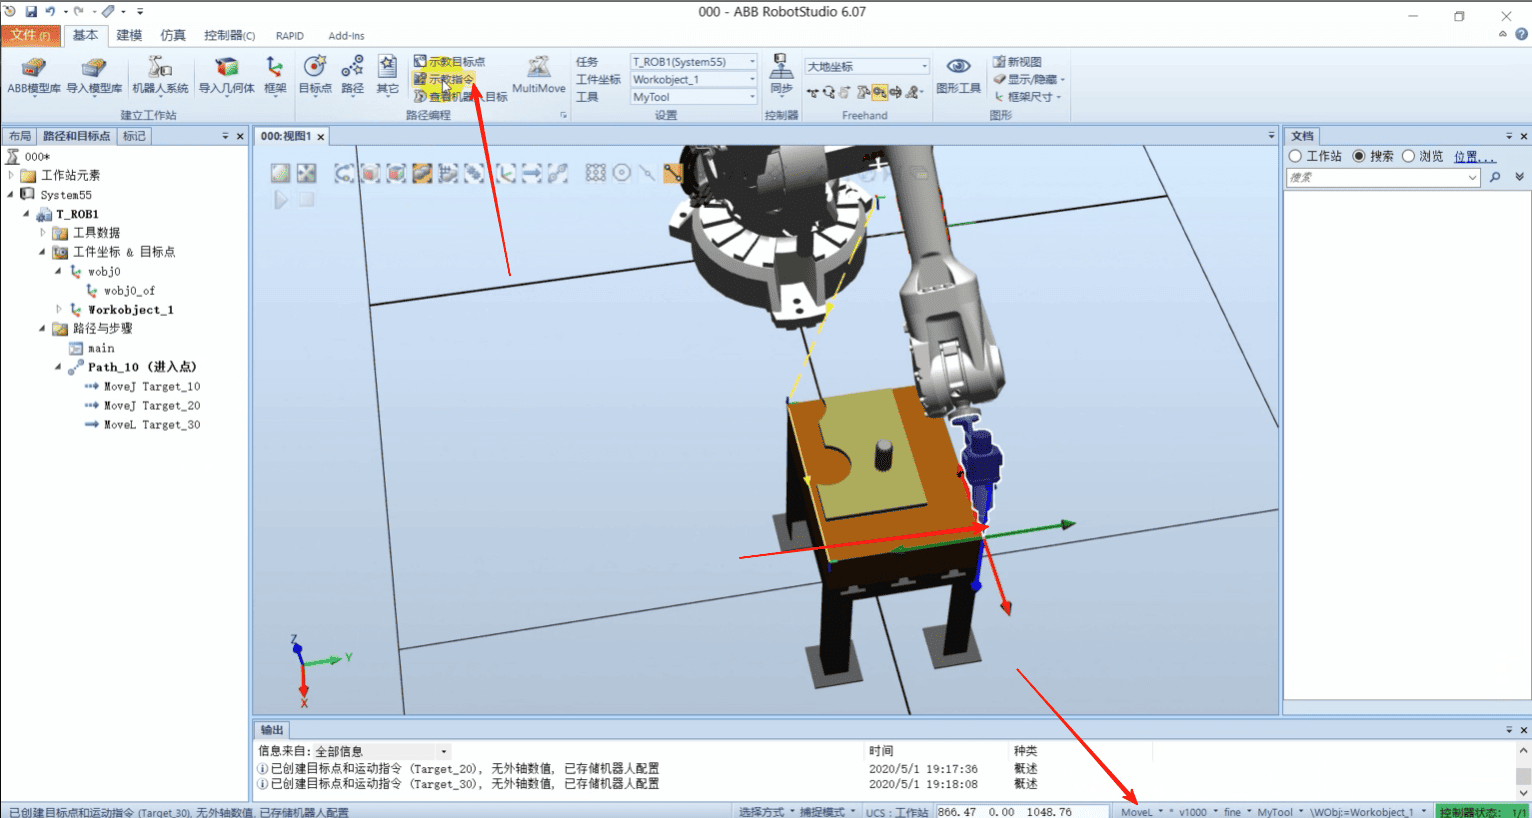 000 - ABB RobotStudio 6.07
文件(F) 基本 建模 仿真 控制器(C) RAPID Add-Ins
ABB模型库 导入模型库 机器人系统 导入几何体 框架
建立工作站
目标点 路径 其它
示教目标点
示教指令
查看机器人目标
MultiMove
路径编程
任务 T_ROB1(System55)
工件坐标 Workobject_1
工具 MyTool
设置
同步
控制器
大地坐标
Freehand
图形工具
新视图
显示/隐藏
框架尺寸
图形
布局 路径和目标点 标记
000*
工作站元素
System55
T_ROB1
工具数据
工件坐标 & 目标点
wobj0
wobj0_of
Workobject_1
路径与步骤
main
Path_10 (进入点)
MoveJ Target_10
MoveJ Target_20
MoveL Target_30
000:视图1
Z
Y
X
文档
工作站 搜索 浏览 位置...
搜索
输出
信息来自: 全部信息 时间 种类
已创建目标点和运动指令 (Target_20), 无外轴数值, 已存储机器人配置 2020/5/1 19:17:36 概述
已创建目标点和运动指令 (Target_30), 无外轴数值, 已存储机器人配置 2020/5/1 19:18:08 概述
已创建目标点和运动指令 (Target_30), 无外轴数值, 已存储机器人配置 选择方式 捕捉模式 UCS : 工作站 866.47 0.00 1048.76 MoveL * v1000 fine MyTool \WObj:=Workobject_1 控制器状态: 1/1